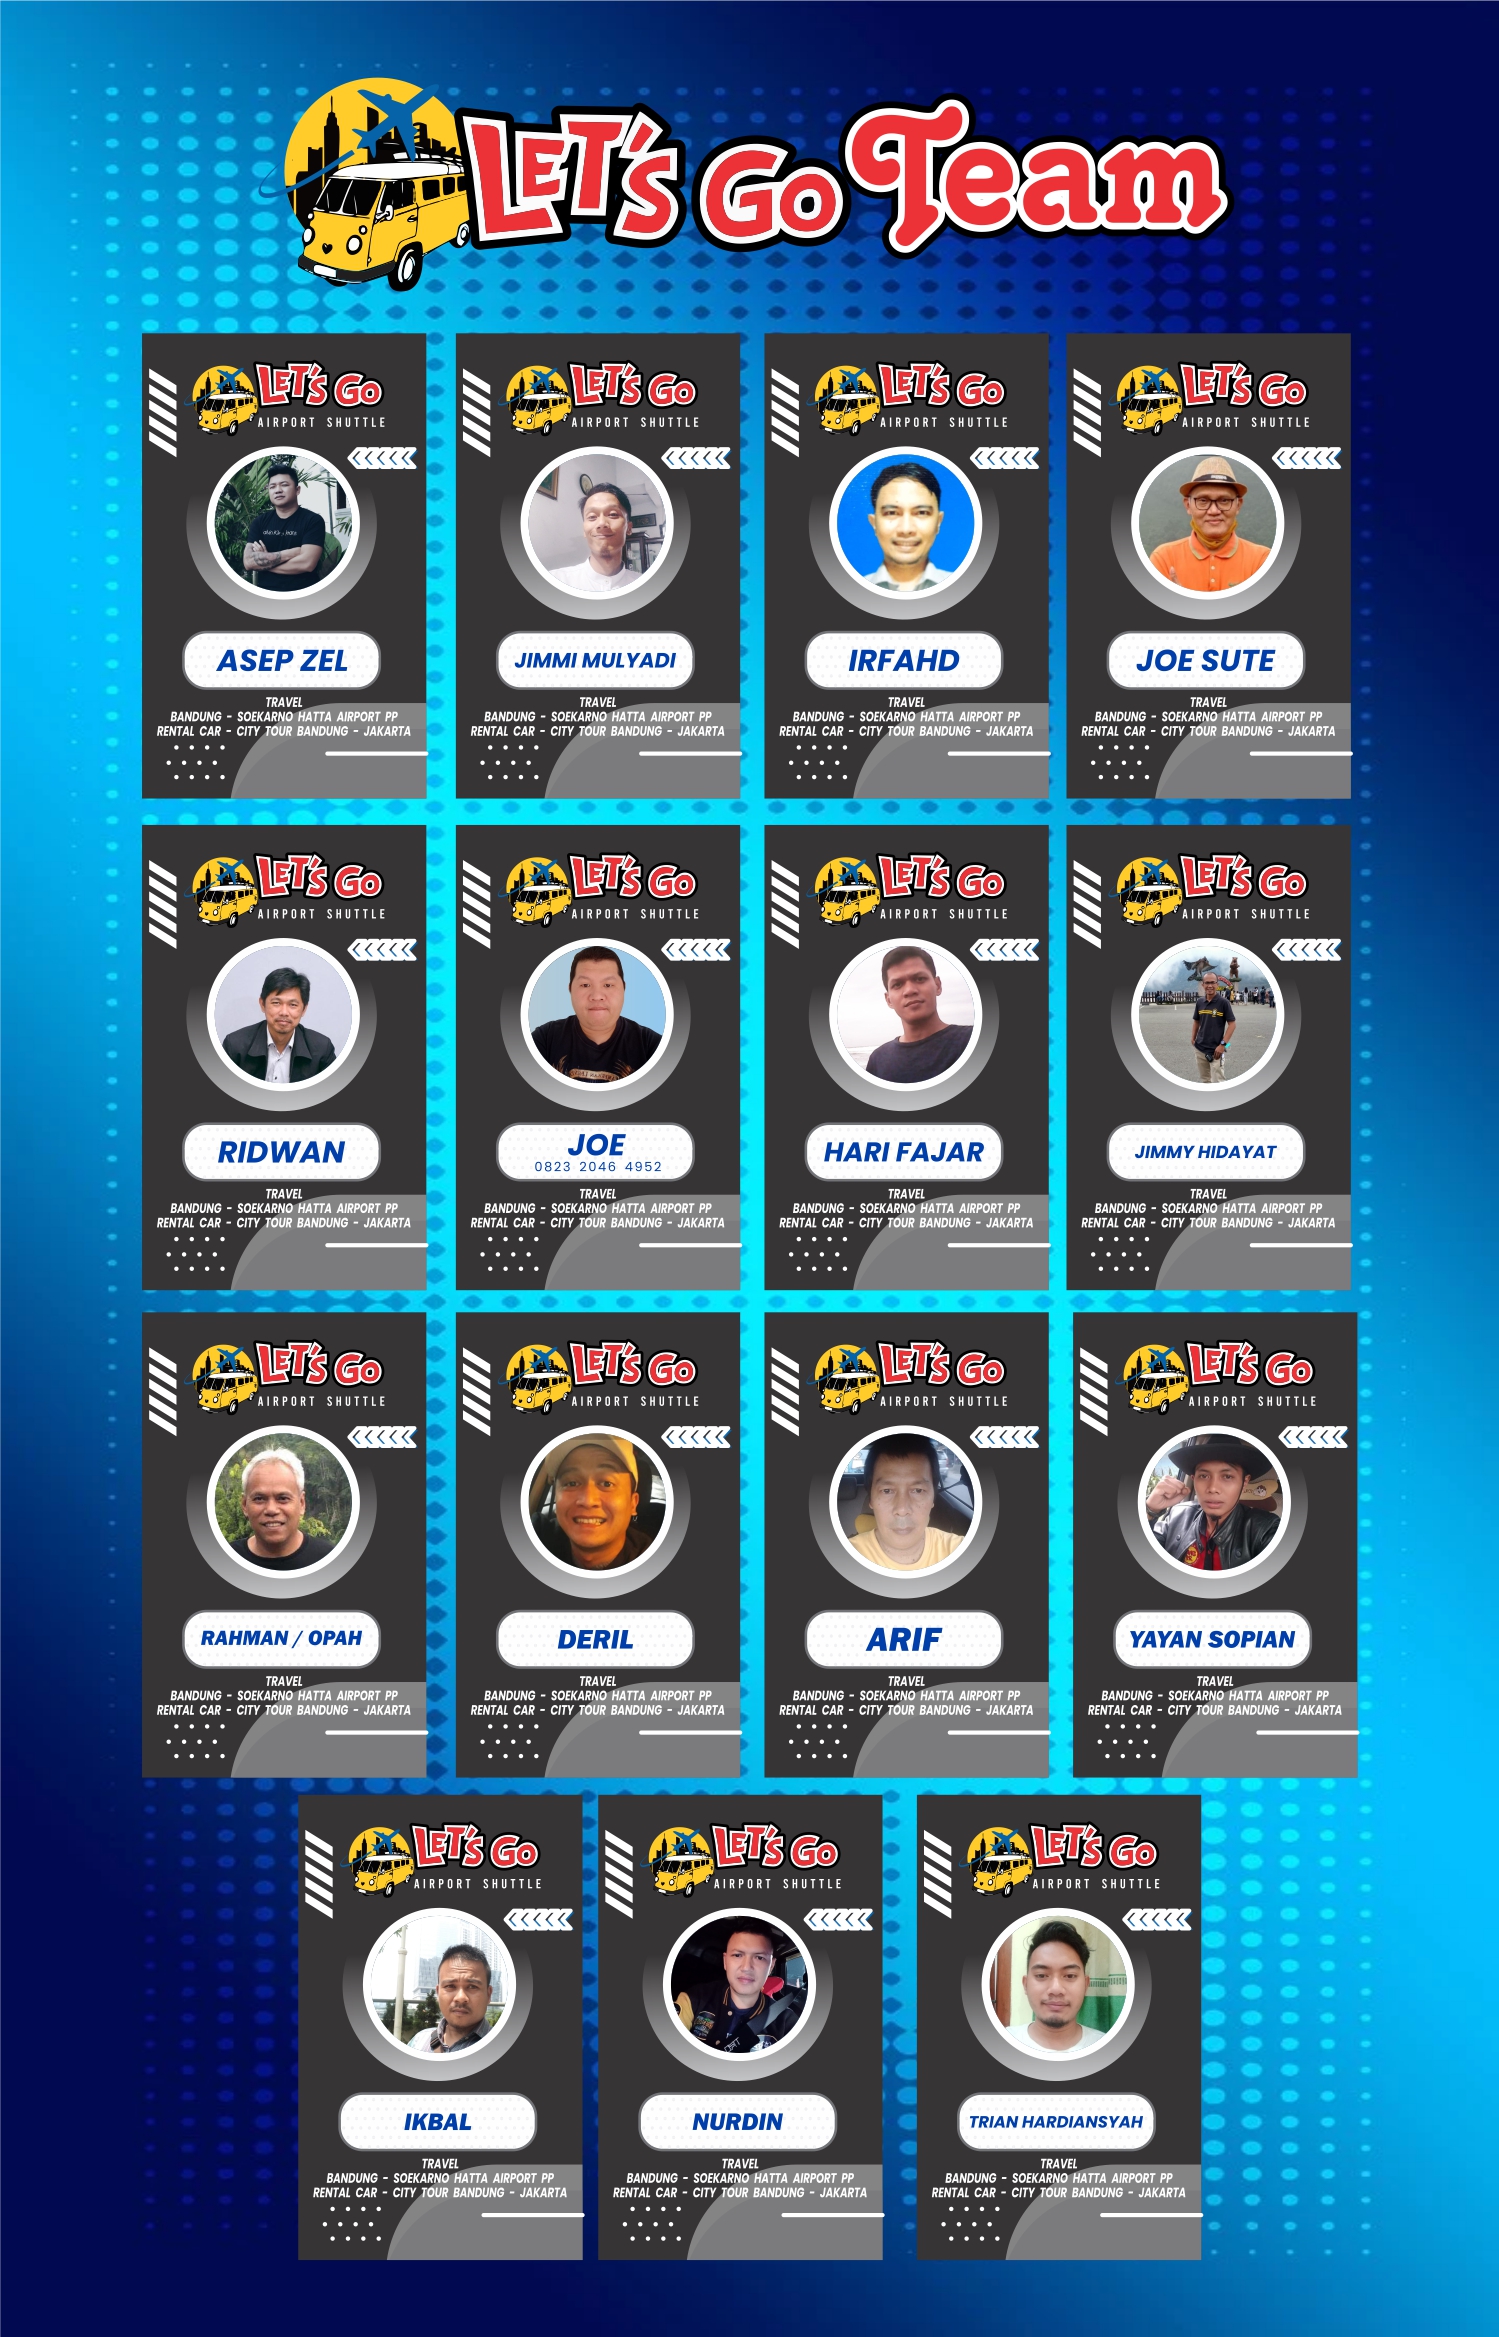 LET'S GO Team
LET'S GO
AIRPORT SHUTTLE
ASEP ZEL
TRAVEL
BANDUNG - SOEKARNO HATTA AIRPORT PP
RENTAL CAR - CITY TOUR BANDUNG - JAKARTA
LET'S GO
AIRPORT SHUTTLE
JIMMI MULYADI
TRAVEL
BANDUNG - SOEKARNO HATTA AIRPORT PP
RENTAL CAR - CITY TOUR BANDUNG - JAKARTA
LET'S GO
AIRPORT SHUTTLE
IRFAHD
TRAVEL
BANDUNG - SOEKARNO HATTA AIRPORT PP
RENTAL CAR - CITY TOUR BANDUNG - JAKARTA
LET'S GO
AIRPORT SHUTTLE
JOE SUTE
TRAVEL
BANDUNG - SOEKARNO HATTA AIRPORT PP
RENTAL CAR - CITY TOUR BANDUNG - JAKARTA
LET'S GO
AIRPORT SHUTTLE
RIDWAN
TRAVEL
BANDUNG - SOEKARNO HATTA AIRPORT PP
RENTAL CAR - CITY TOUR BANDUNG - JAKARTA
LET'S GO
AIRPORT SHUTTLE
JOE
0823 2046 4952
TRAVEL
BANDUNG - SOEKARNO HATTA AIRPORT PP
RENTAL CAR - CITY TOUR BANDUNG - JAKARTA
LET'S GO
AIRPORT SHUTTLE
HARI FAJAR
TRAVEL
BANDUNG - SOEKARNO HATTA AIRPORT PP
RENTAL CAR - CITY TOUR BANDUNG - JAKARTA
LET'S GO
AIRPORT SHUTTLE
JIMMY HIDAYAT
TRAVEL
BANDUNG - SOEKARNO HATTA AIRPORT PP
RENTAL CAR - CITY TOUR BANDUNG - JAKARTA
LET'S GO
AIRPORT SHUTTLE
RAHMAN / OPAH
TRAVEL
BANDUNG - SOEKARNO HATTA AIRPORT PP
RENTAL CAR - CITY TOUR BANDUNG - JAKARTA
LET'S GO
AIRPORT SHUTTLE
DERIL
TRAVEL
BANDUNG - SOEKARNO HATTA AIRPORT PP
RENTAL CAR - CITY TOUR BANDUNG - JAKARTA
LET'S GO
AIRPORT SHUTTLE
ARIF
TRAVEL
BANDUNG - SOEKARNO HATTA AIRPORT PP
RENTAL CAR - CITY TOUR BANDUNG - JAKARTA
LET'S GO
AIRPORT SHUTTLE
YAYAN SOPIAN
TRAVEL
BANDUNG - SOEKARNO HATTA AIRPORT PP
RENTAL CAR - CITY TOUR BANDUNG - JAKARTA
LET'S GO
AIRPORT SHUTTLE
IKBAL
TRAVEL
BANDUNG - SOEKARNO HATTA AIRPORT PP
RENTAL CAR - CITY TOUR BANDUNG - JAKARTA
LET'S GO
AIRPORT SHUTTLE
NURDIN
TRAVEL
BANDUNG - SOEKARNO HATTA AIRPORT PP
RENTAL CAR - CITY TOUR BANDUNG - JAKARTA
LET'S GO
AIRPORT SHUTTLE
TRIAN HARDIANSYAH
TRAVEL
BANDUNG - SOEKARNO HATTA AIRPORT PP
RENTAL CAR - CITY TOUR BANDUNG - JAKARTA